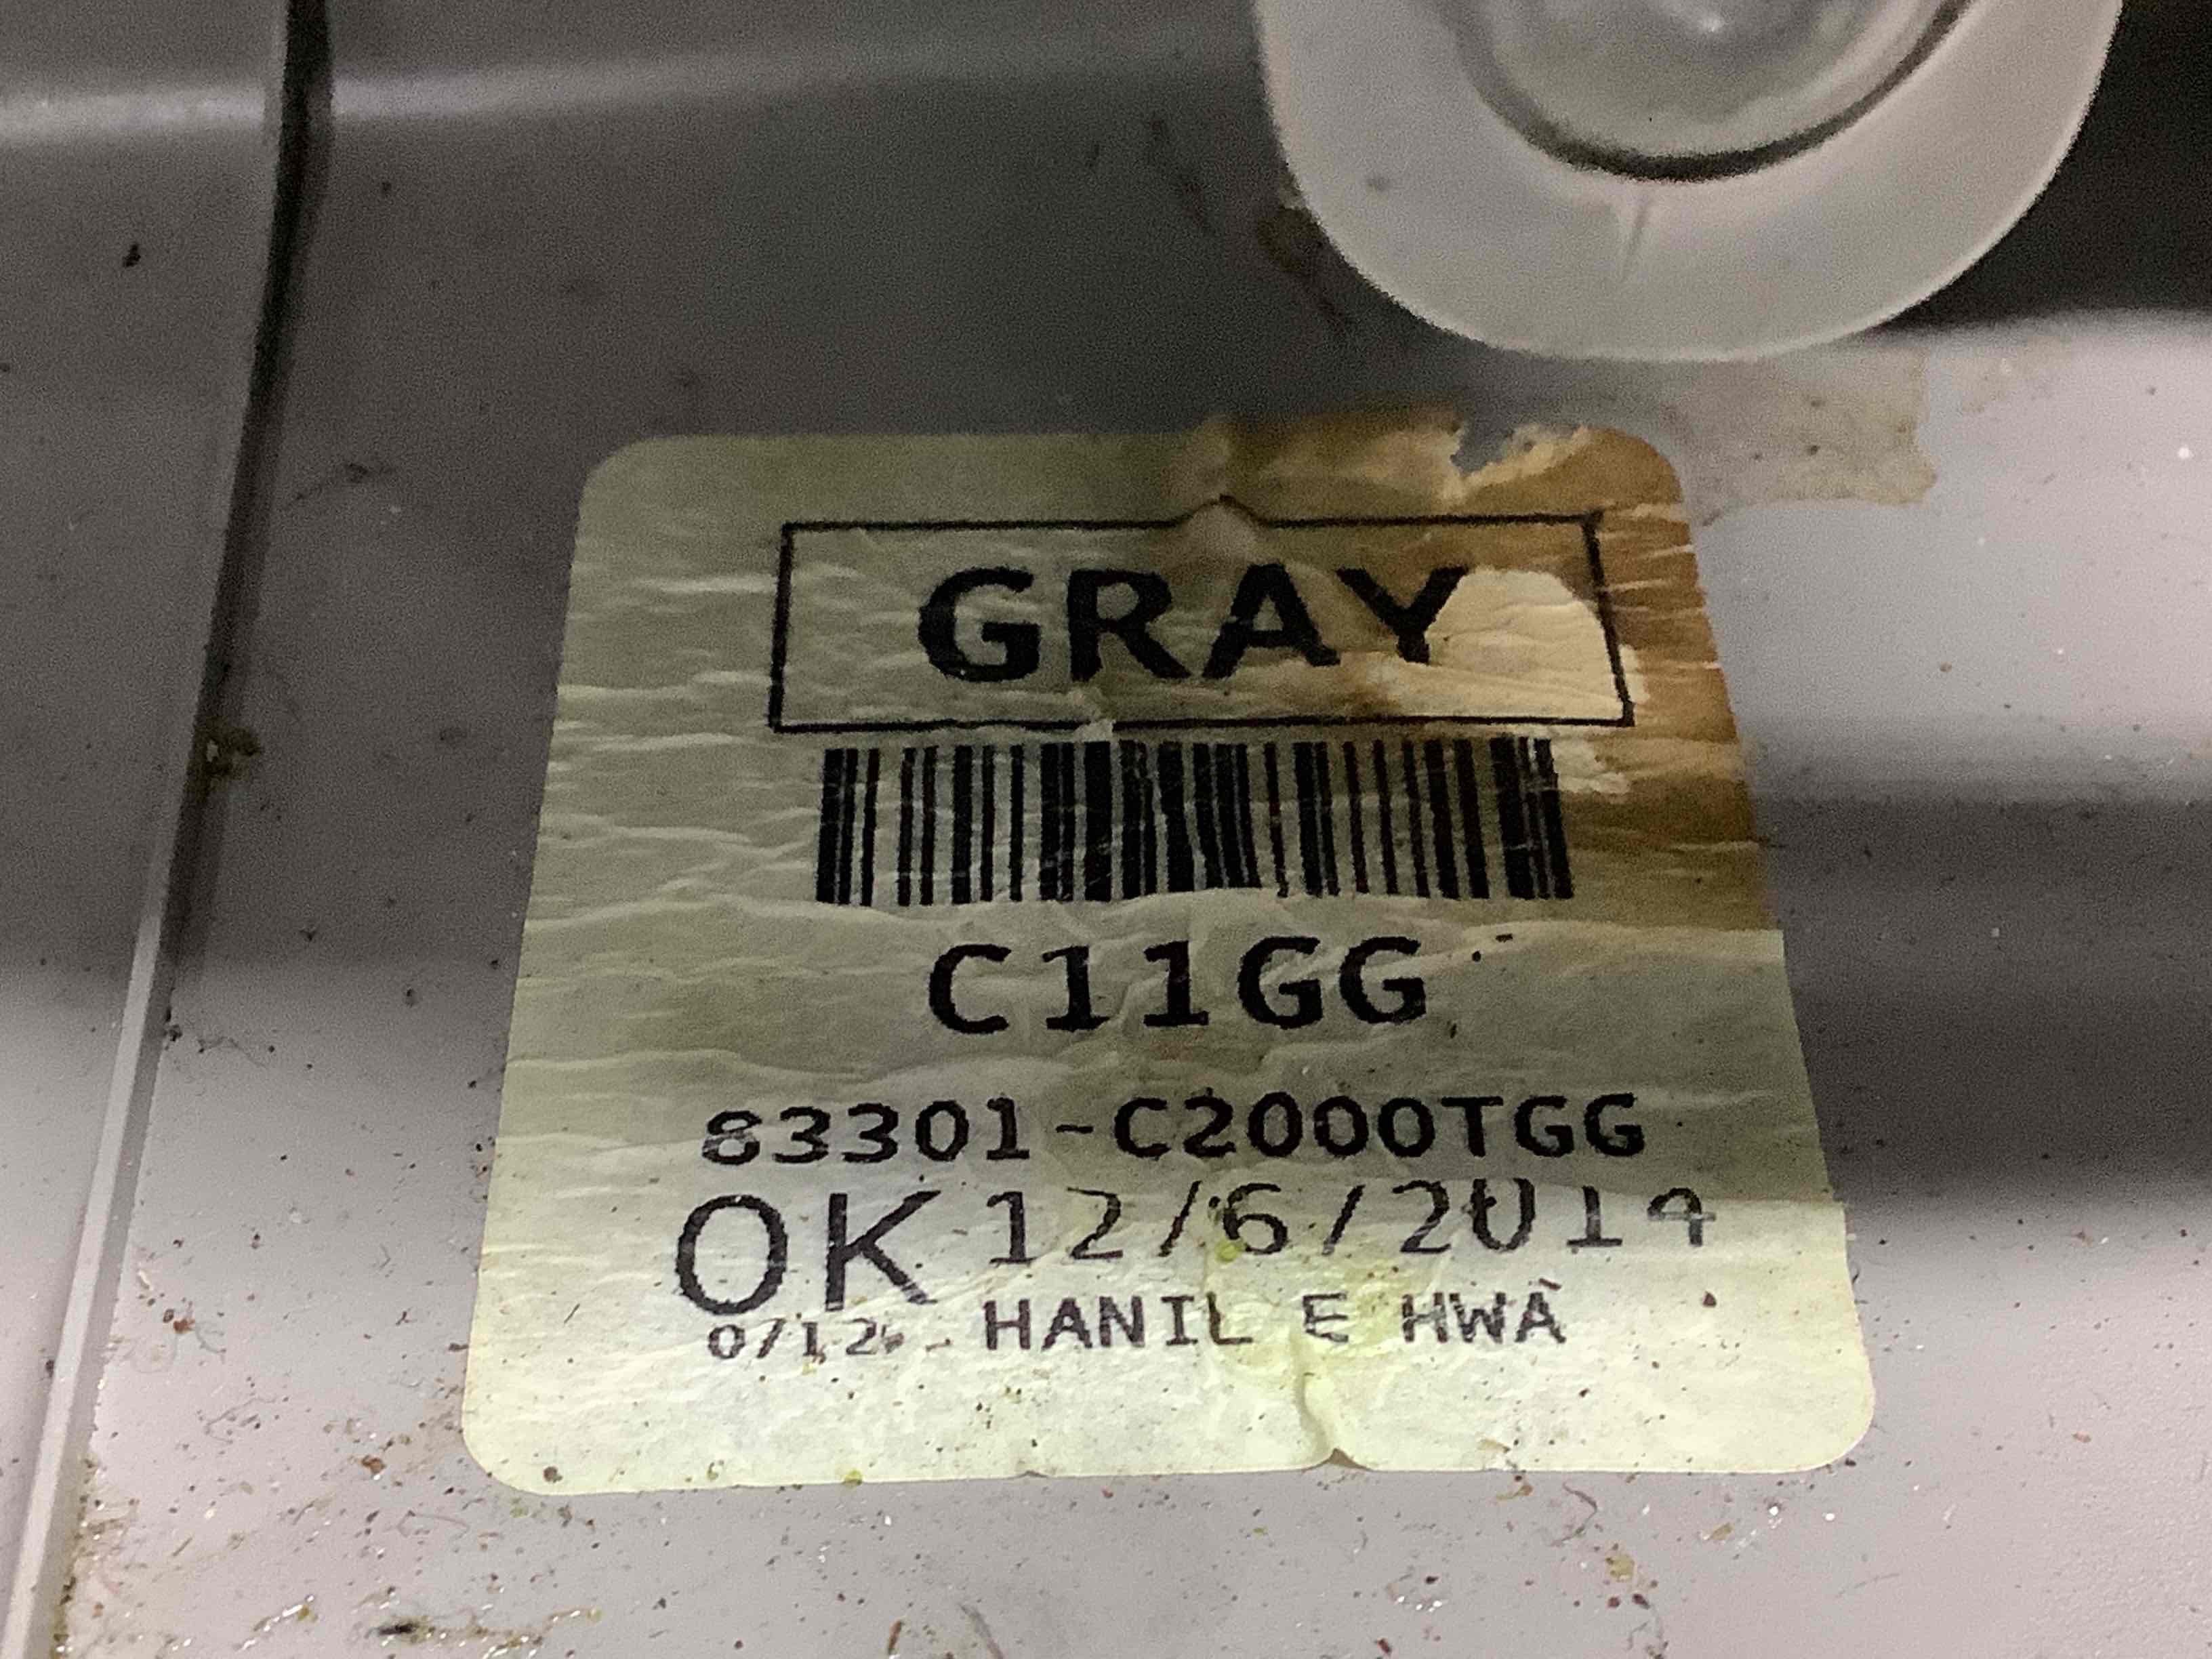 GRAY
C11GG
83301-C2000TGG
OK 12/6/2014
HANIL E HWA